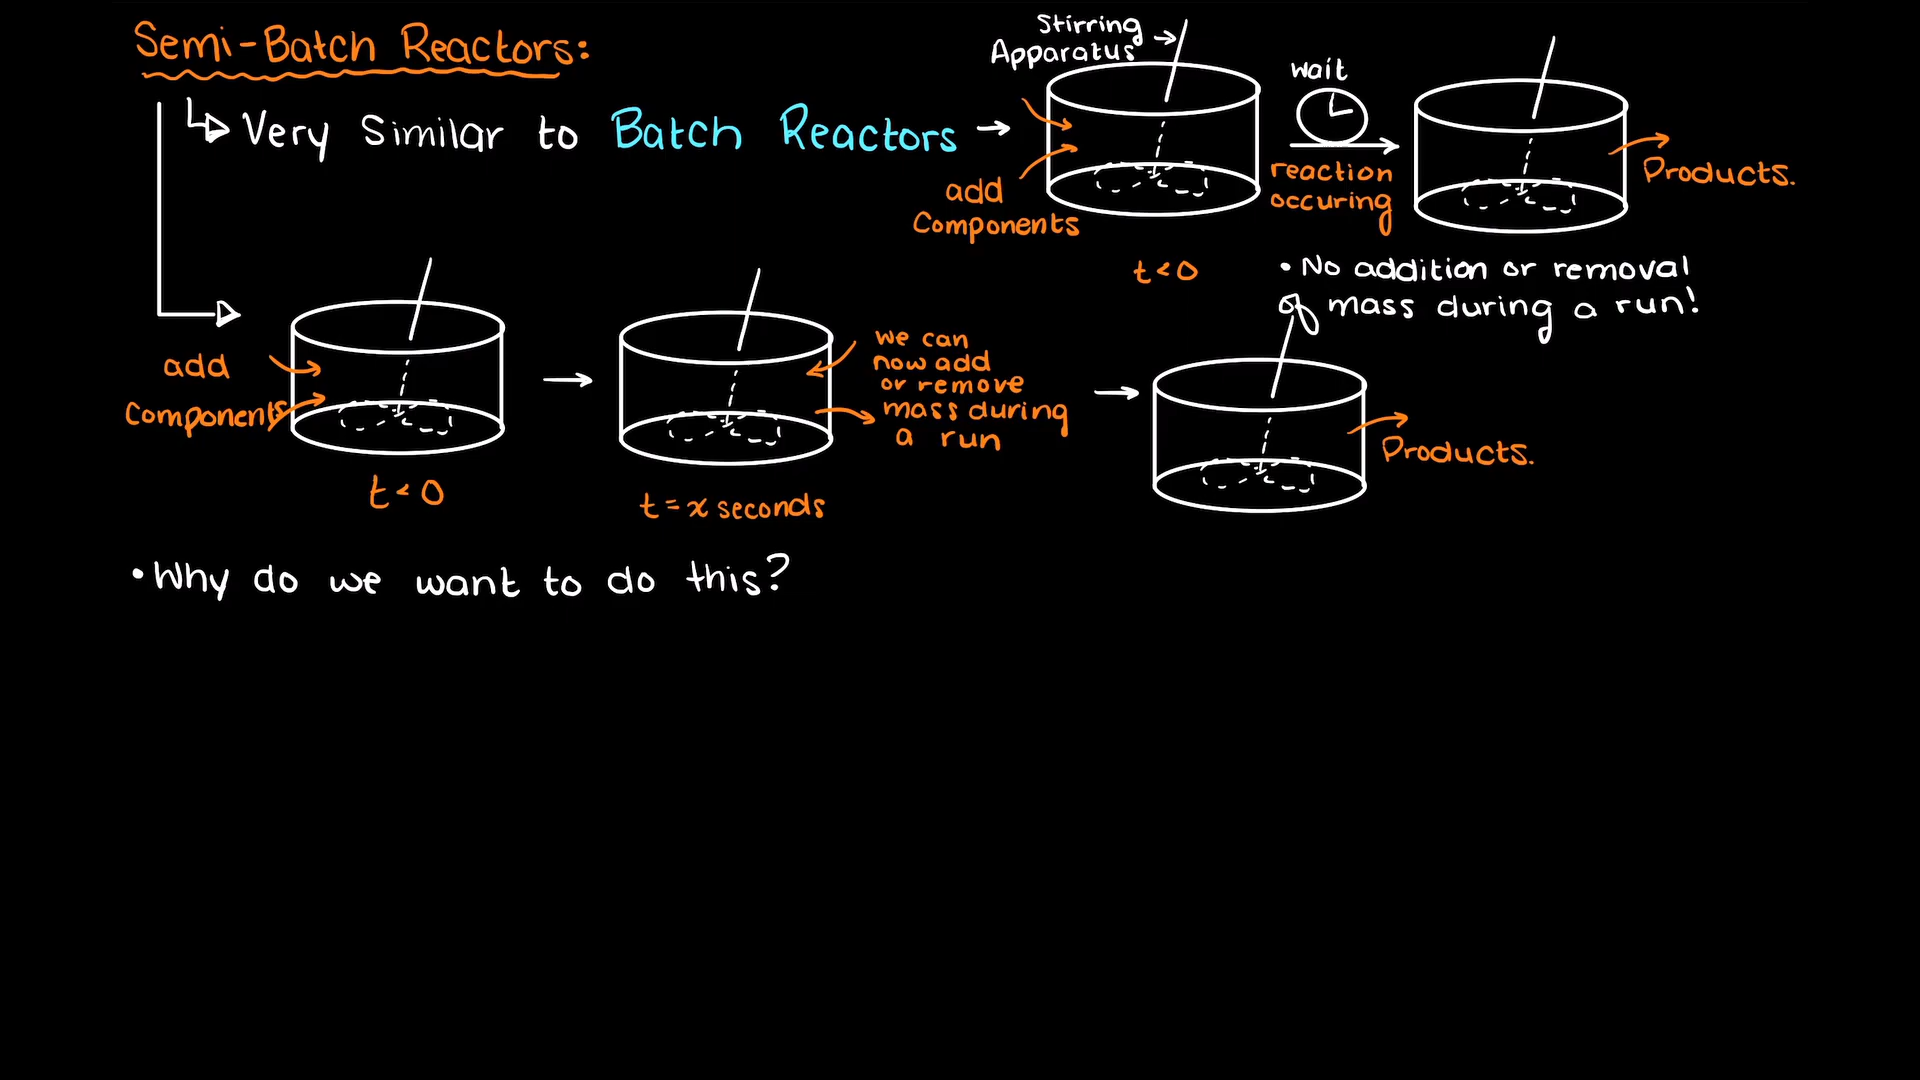 Semi-Batch Reactors:
Very Similar to Batch Reactors
Stirring
Apparatus
add
Components
t<0
wait
reaction
occuring
Products.
• No addition or removal
of mass during a run!
add
Components
t<0
we can
now add
or remove
mass during
a run
t = x seconds
Products.
• Why do we want to do this?